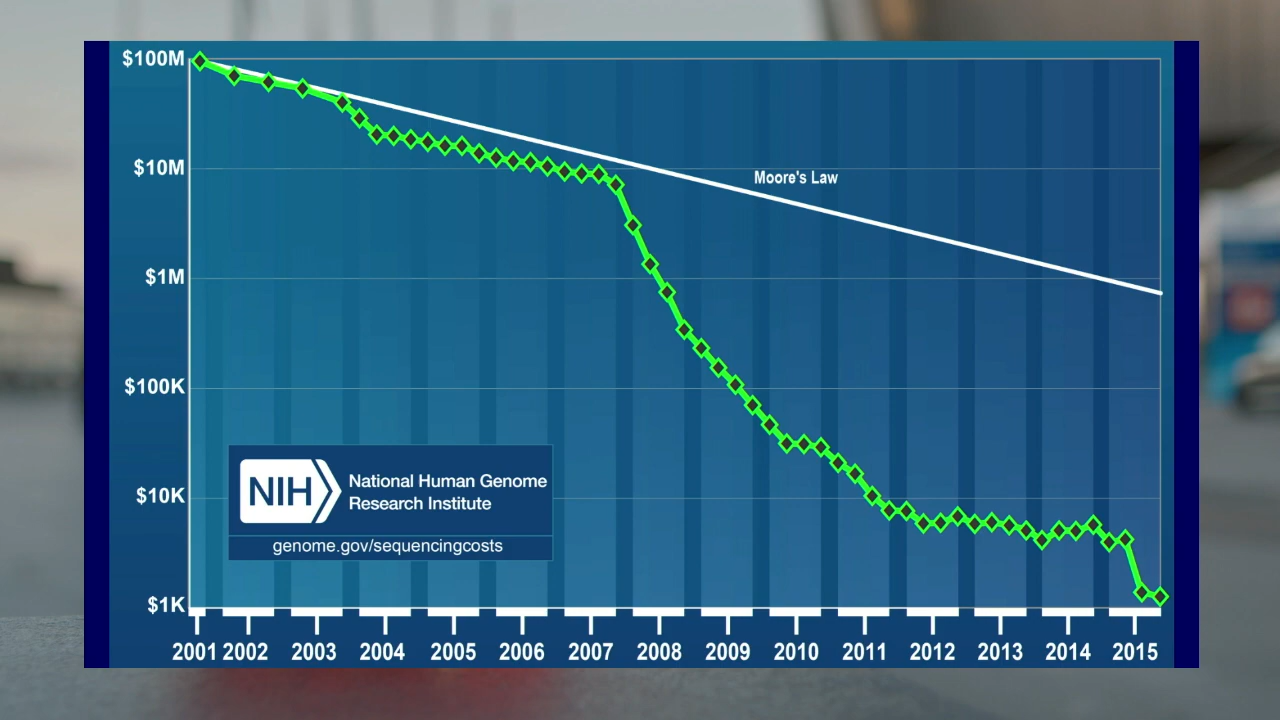 $100M
$10M
$1M
$100K
$10K
$1K
Moore's Law
NIH
National Human Genome
Research Institute
genome.gov/sequencingcosts
2001 2002 2003 2004 2005 2006 2007 2008 2009 2010 2011 2012 2013 2014 2015